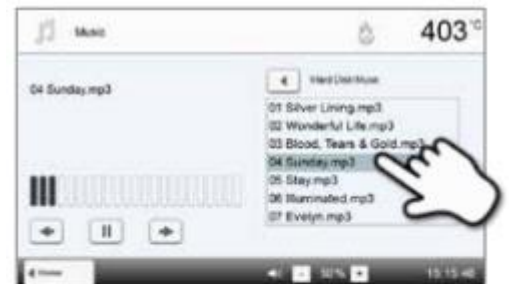 Music
403 °C
04 Sunday.mp3
Hard Disk/Music
01 Silver Lining.mp3
02 Wonderful Life.mp3
03 Blood, Tears & Gold.mp3
04 Sunday.mp3
05 Stay.mp3
06 Illuminated.mp3
07 Evelyn.mp3
Home
- 50% +
15:15:48